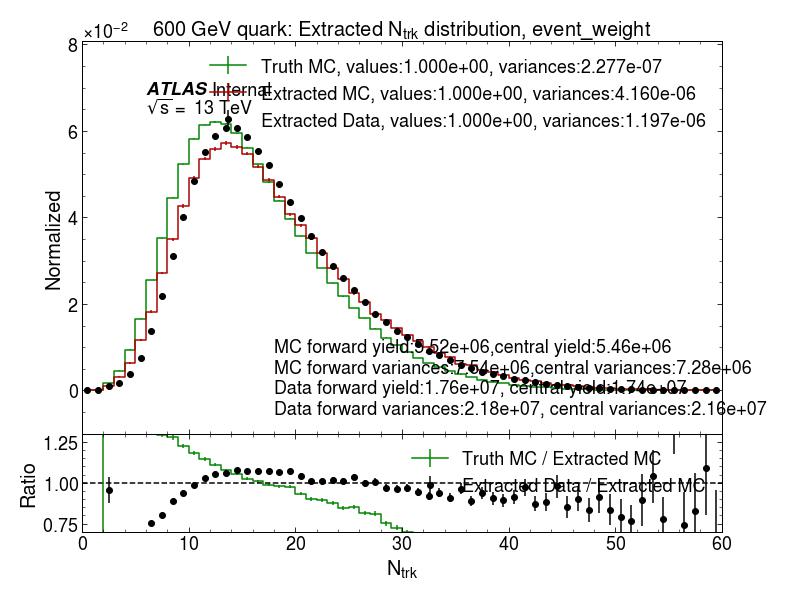 ×10⁻²
600 GeV quark: Extracted Nₜᵣₖ distribution, event_weight
Truth MC, values:1.000e+00, variances:2.277e-07
ATLAS Internal
Extracted MC, values:1.000e+00, variances:4.160e-06
√s = 13 TeV
Extracted Data, values:1.000e+00, variances:1.197e-06
8
6
4
2
0
Normalized
MC forward yield:5.52e+06,central yield:5.46e+06
MC forward variances:7.54e+06,central variances:7.28e+06
Data forward yield:1.76e+07, central yield:1.74e+07
Data forward variances:2.18e+07, central variances:2.16e+07
1.25
1.00
0.75
Ratio
Truth MC / Extracted MC
Extracted Data / Extracted MC
0 10 20 30 40 50 60
Nₜᵣₖ